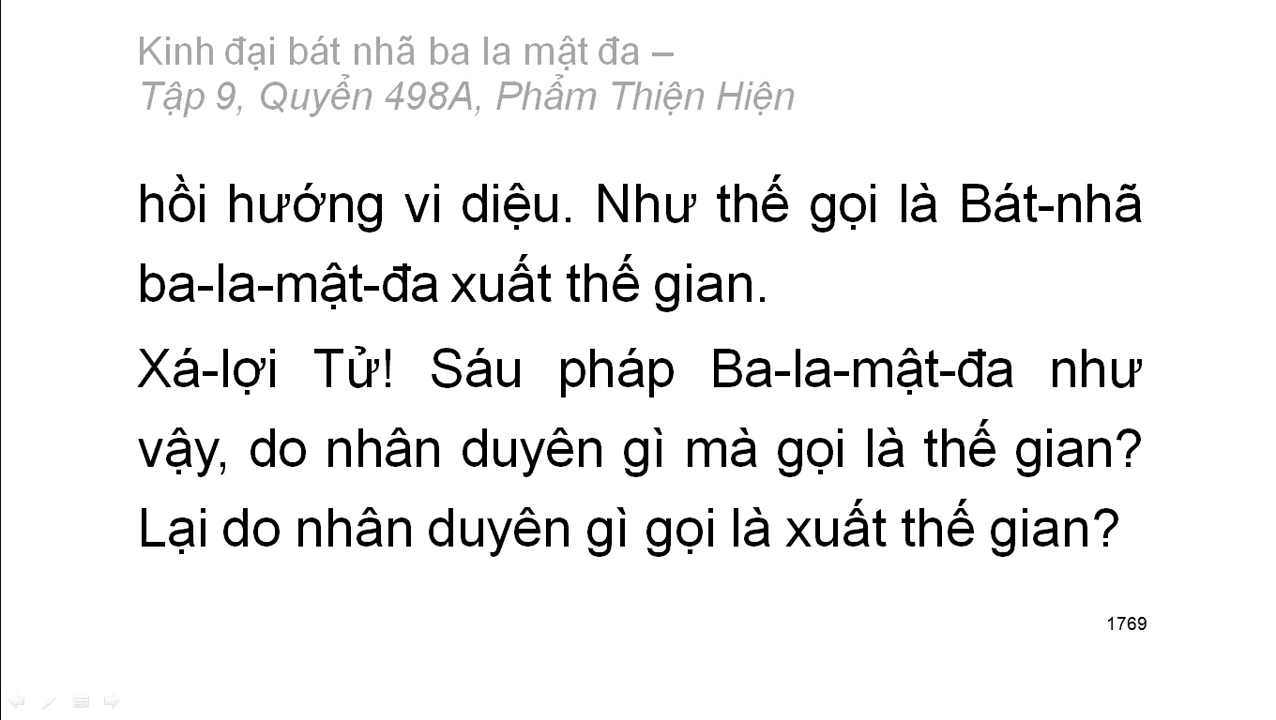 Kinh đại bát nhã ba la mật đa –
Tập 9, Quyển 498A, Phẩm Thiện Hiện
hồi hướng vi diệu. Như thế gọi là Bát-nhã
ba-la-mật-đa xuất thế gian.
Xá-lợi Tử! Sáu pháp Ba-la-mật-đa như
vậy, do nhân duyên gì mà gọi là thế gian?
Lại do nhân duyên gì gọi là xuất thế gian?
1769